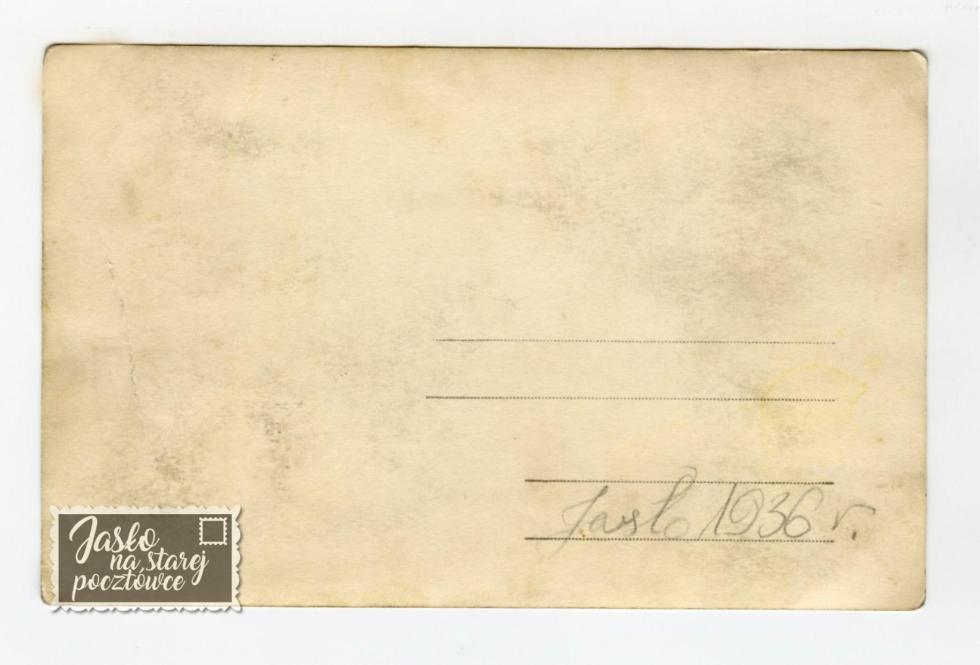 Jasło 1936 r.
Jasło
na starej
pocztówce